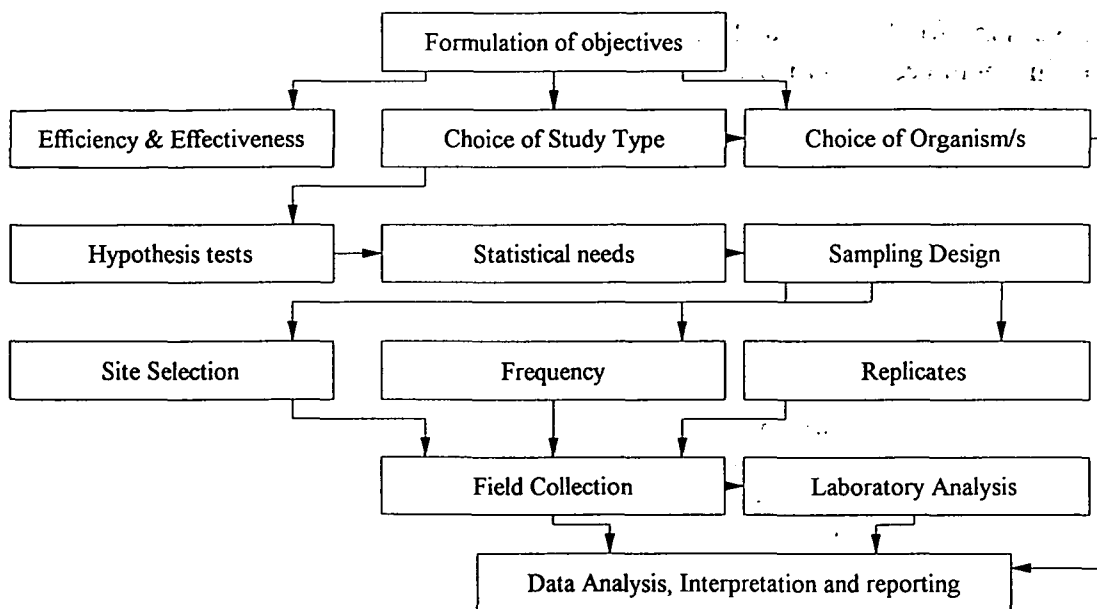 Formulation of objectives
Efficiency & Effectiveness
Choice of Study Type
Choice of Organism/s
Hypothesis tests
Statistical needs
Sampling Design
Site Selection
Frequency
Replicates
Field Collection
Laboratory Analysis
Data Analysis, Interpretation and reporting